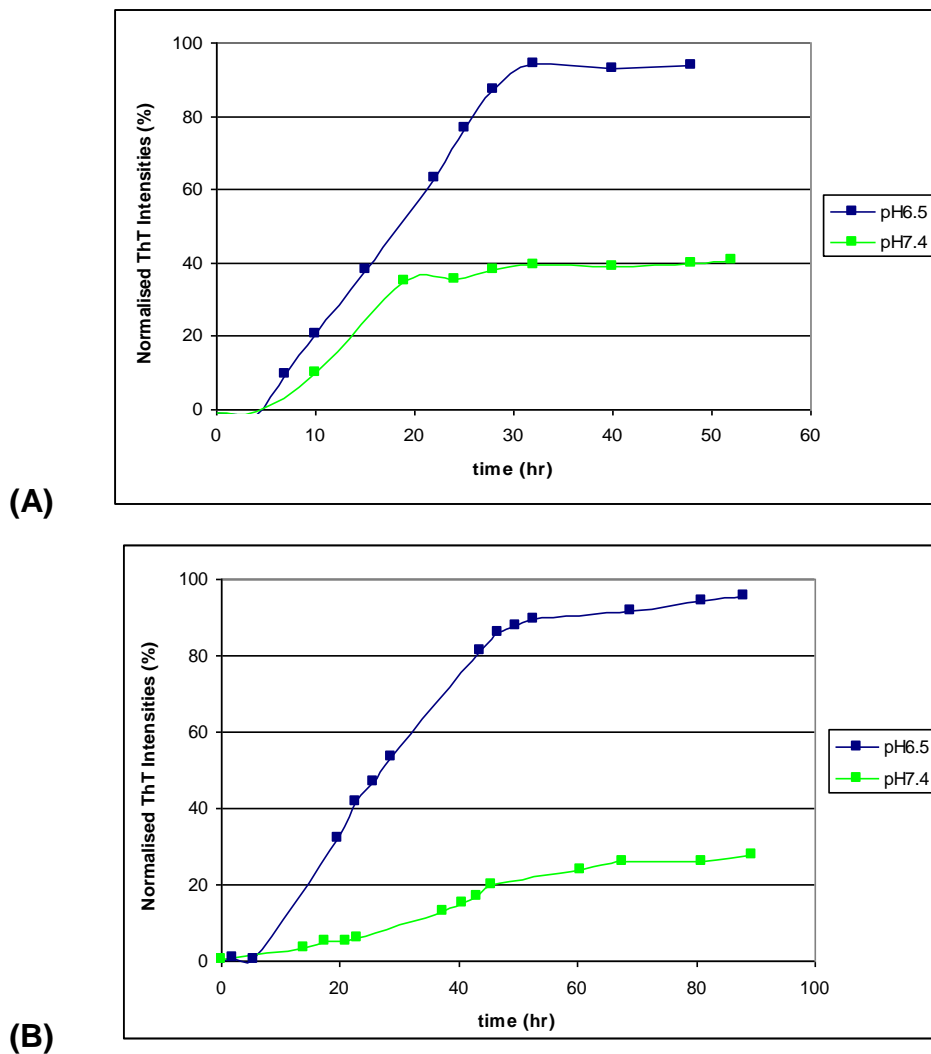 100
80
60
40
20
0
Normalised ThT Intensities (%)
0 10 20 30 40 50 60
time (hr)
pH6.5
pH7.4
(A)
100
80
60
40
20
0
Normalised ThT Intensities (%)
0 20 40 60 80 100
time (hr)
pH6.5
pH7.4
(B)